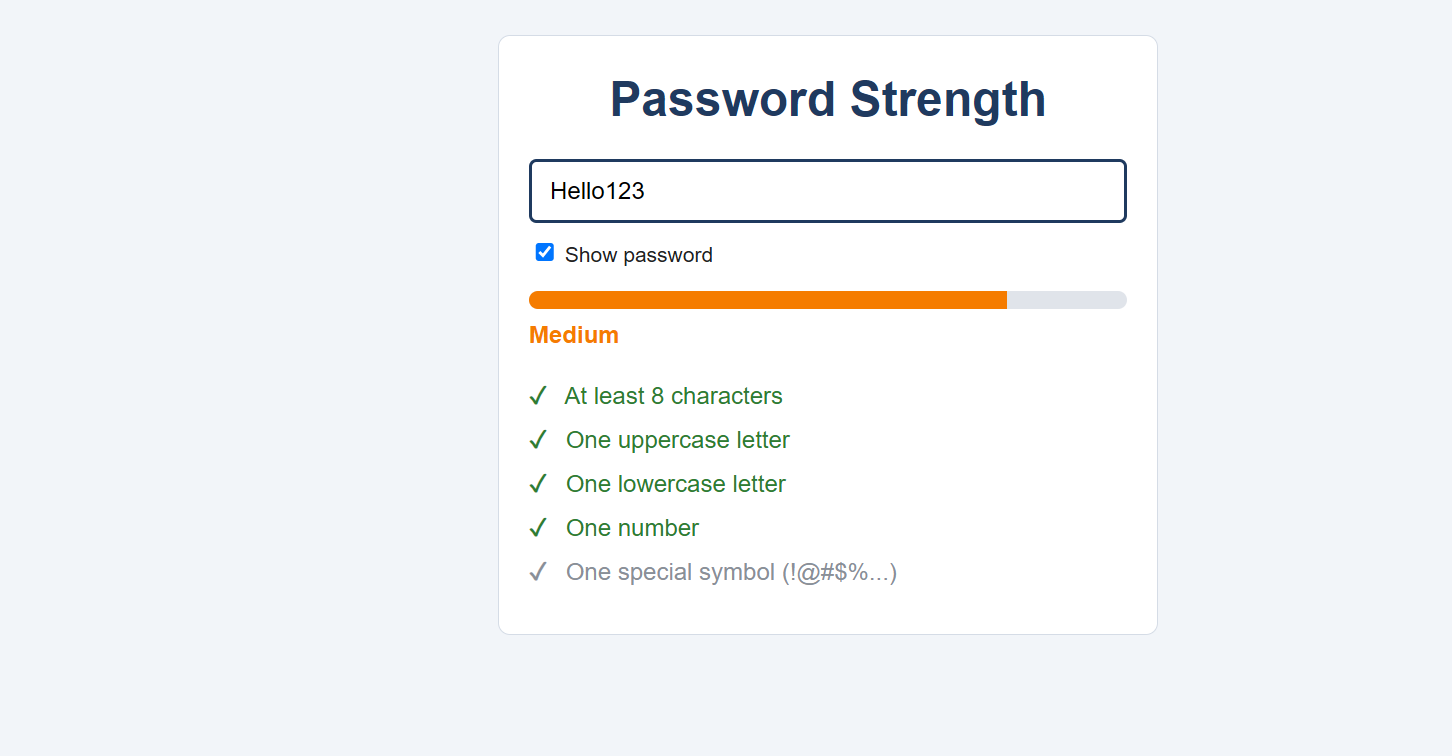 Password Strength
Hello123
Show password
Medium
✓ At least 8 characters
✓ One uppercase letter
✓ One lowercase letter
✓ One number
✓ One special symbol (!@#$%...)